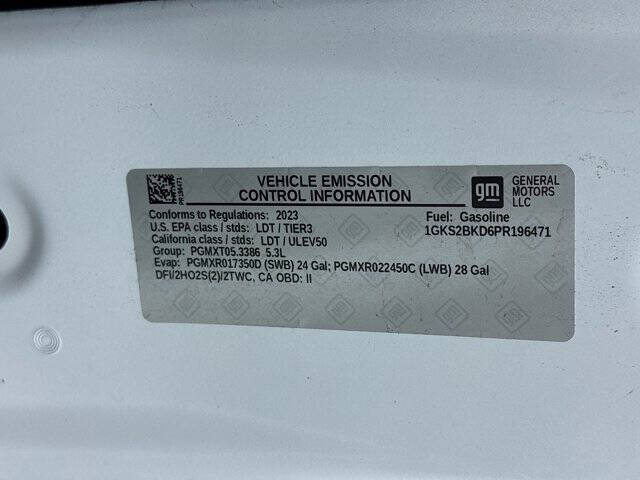 PR196471
VEHICLE EMISSION
CONTROL INFORMATION
gm
GENERAL
MOTORS
LLC
Conforms to Regulations: 2023
U.S. EPA class / stds: LDT / TIER3
California class / stds: LDT / ULEV50
Group: PGMXT05.3386 5.3L
Evap: PGMXR017350D (SWB) 24 Gal; PGMXR022450C (LWB) 28 Gal
DFI/2HO2S(2)/2TWC, CA OBD: II
Fuel: Gasoline
1GKS2BKD6PR196471